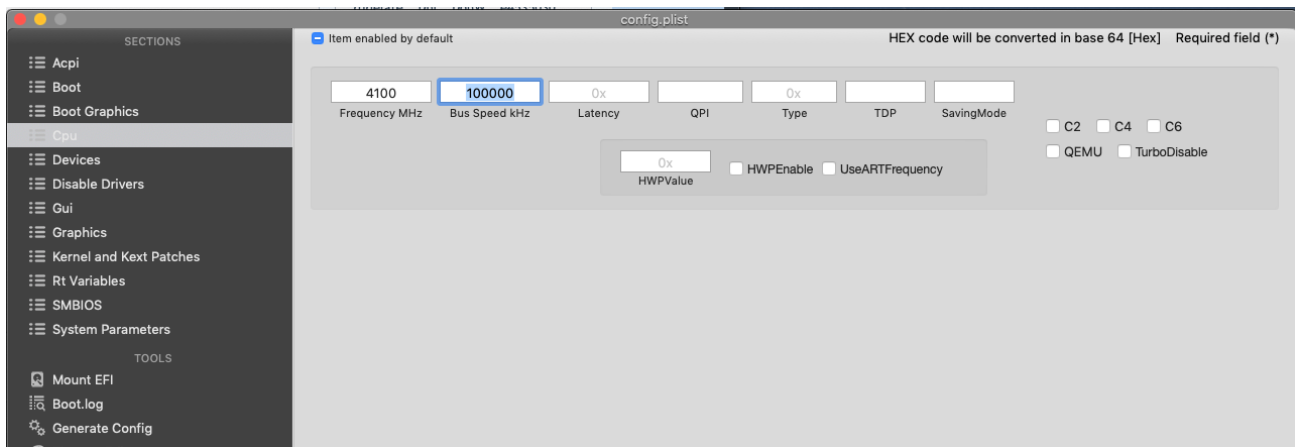 config.plist
SECTIONS
Acpi
Boot
Boot Graphics
Cpu
Devices
Disable Drivers
Gui
Graphics
Kernel and Kext Patches
Rt Variables
SMBIOS
System Parameters
TOOLS
Mount EFI
Boot.log
Generate Config
Item enabled by default
HEX code will be converted in base 64 [Hex] Required field (*)
4100 100000 0x 0x
Frequency MHz Bus Speed kHz Latency QPI Type TDP SavingMode
C2 C4 C6
QEMU TurboDisable
0x
HWPValue
HWPEnable UseARTFrequency